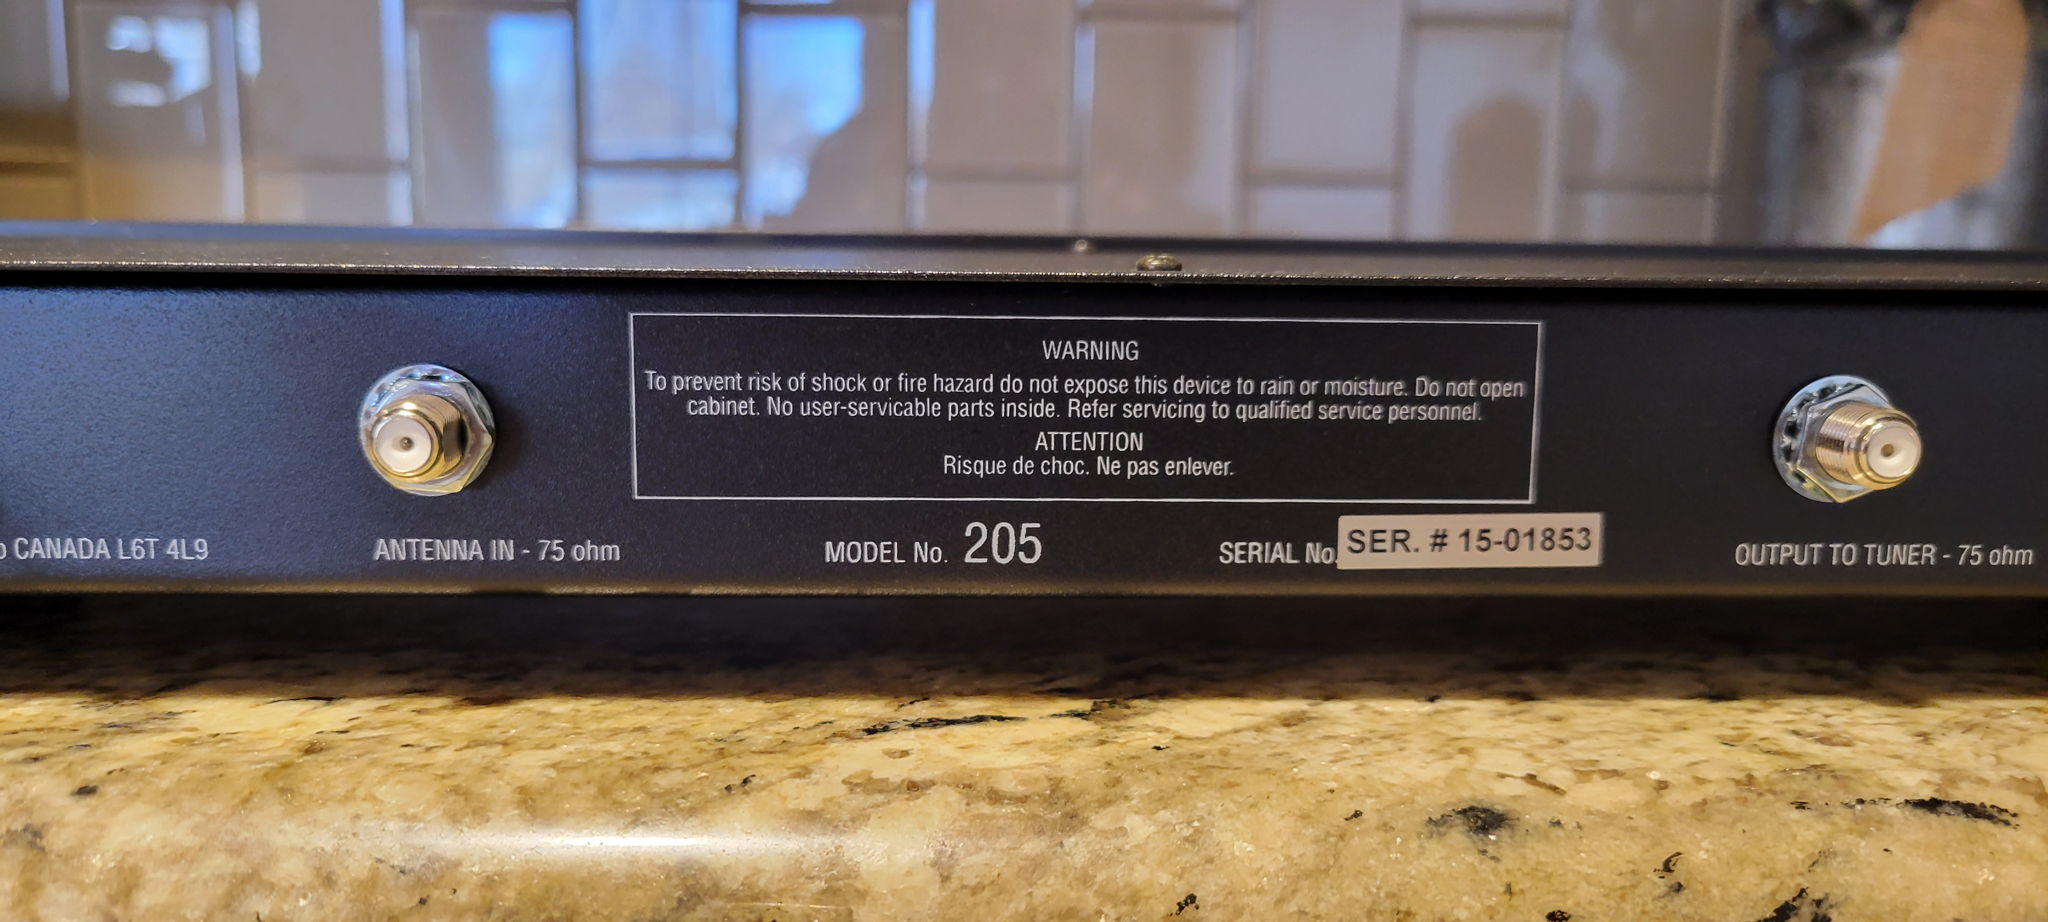 WARNING
To prevent risk of shock or fire hazard do not expose this device to rain or moisture. Do not open
cabinet. No user-servicable parts inside. Refer servicing to qualified service personnel.
ATTENTION
Risque de choc. Ne pas enlever.
CANADA L6T 4L9
ANTENNA IN - 75 ohm
MODEL No. 205
SERIAL No. SER. # 15-01853
OUTPUT TO TUNER - 75 ohm